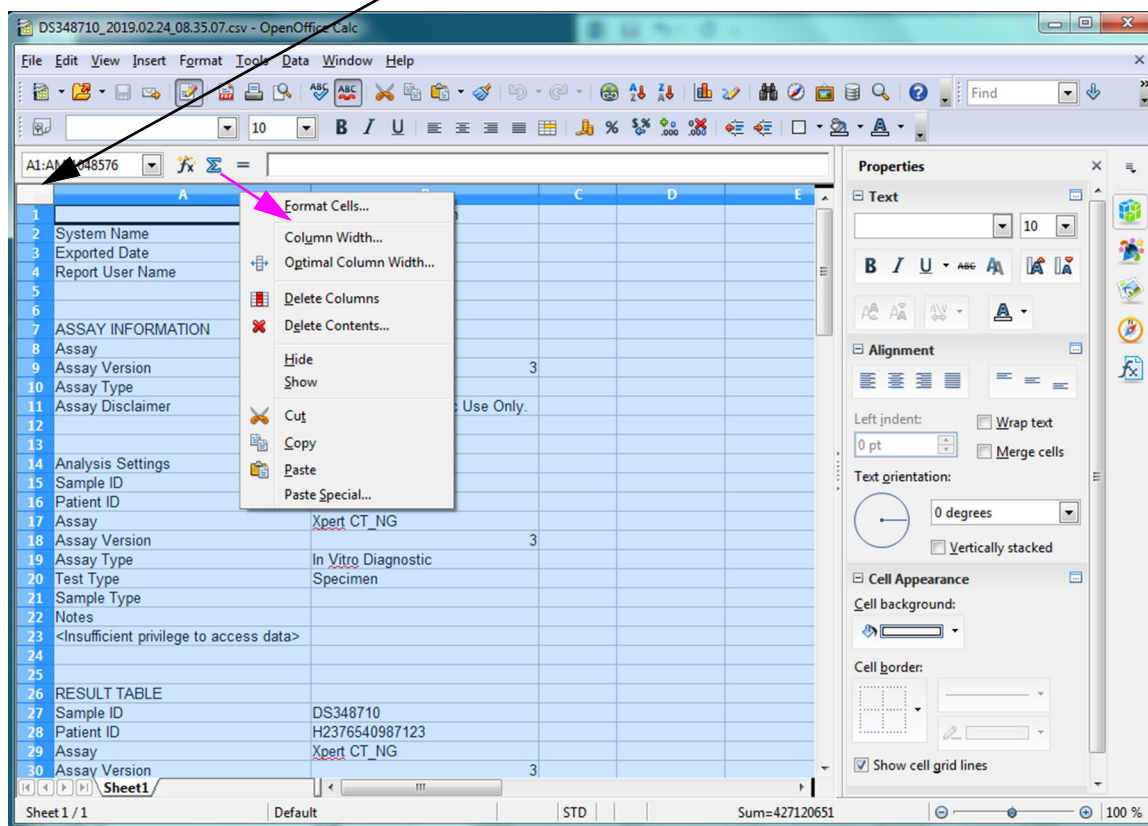 DS348710_2019.02.24_08.35.07.csv - OpenOffice Calc
File Edit View Insert Format Tools Data Window Help
Find
10 B I U
A1:AM 048576
A C D E
1
2 System Name
3 Exported Date
4 Report User Name
5
6
7 ASSAY INFORMATION
8 Assay
9 Assay Version 3
10 Assay Type
11 Assay Disclaimer Use Only.
12
13
14 Analysis Settings
15 Sample ID
16 Patient ID
17 Assay Xpert CT_NG
18 Assay Version 3
19 Assay Type In Vitro Diagnostic
20 Test Type Specimen
21 Sample Type
22 Notes
23 <Insufficient privilege to access data>
24
25
26 RESULT TABLE
27 Sample ID DS348710
28 Patient ID H2376540987123
29 Assay Xpert CT_NG
30 Assay Version 3
Format Cells...
Column Width...
Optimal Column Width...
Delete Columns
Delete Contents...
Hide
Show
Cut
Copy
Paste
Paste Special...
Properties
Text
10
B I U ABC
Alignment
Left indent:
Wrap text
0 pt
Merge cells
Text orientation:
0 degrees
Vertically stacked
Cell Appearance
Cell background:
Cell border:
Show cell grid lines
Sheet1
Sheet 1 / 1 Default STD Sum=427120651 100 %